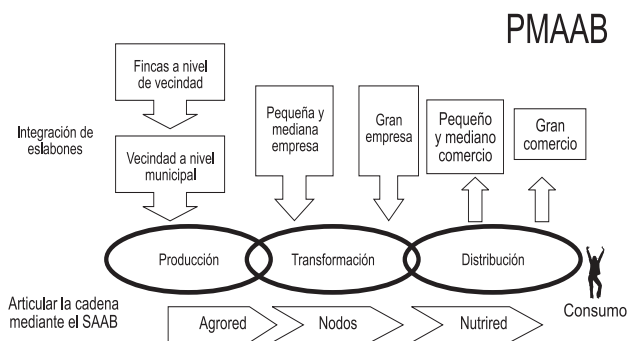 PMAAB
Fincas a nivel
de vecindad
Integración de
eslabones
Vecindad a nivel
municipal
Pequeña y
mediana
empresa
Gran
empresa
Pequeño
y mediano
comercio
Gran
comercio
Producción
Transformación
Distribución
Consumo
Articular la cadena
mediante el SAAB
Agrored
Nodos
Nutrired